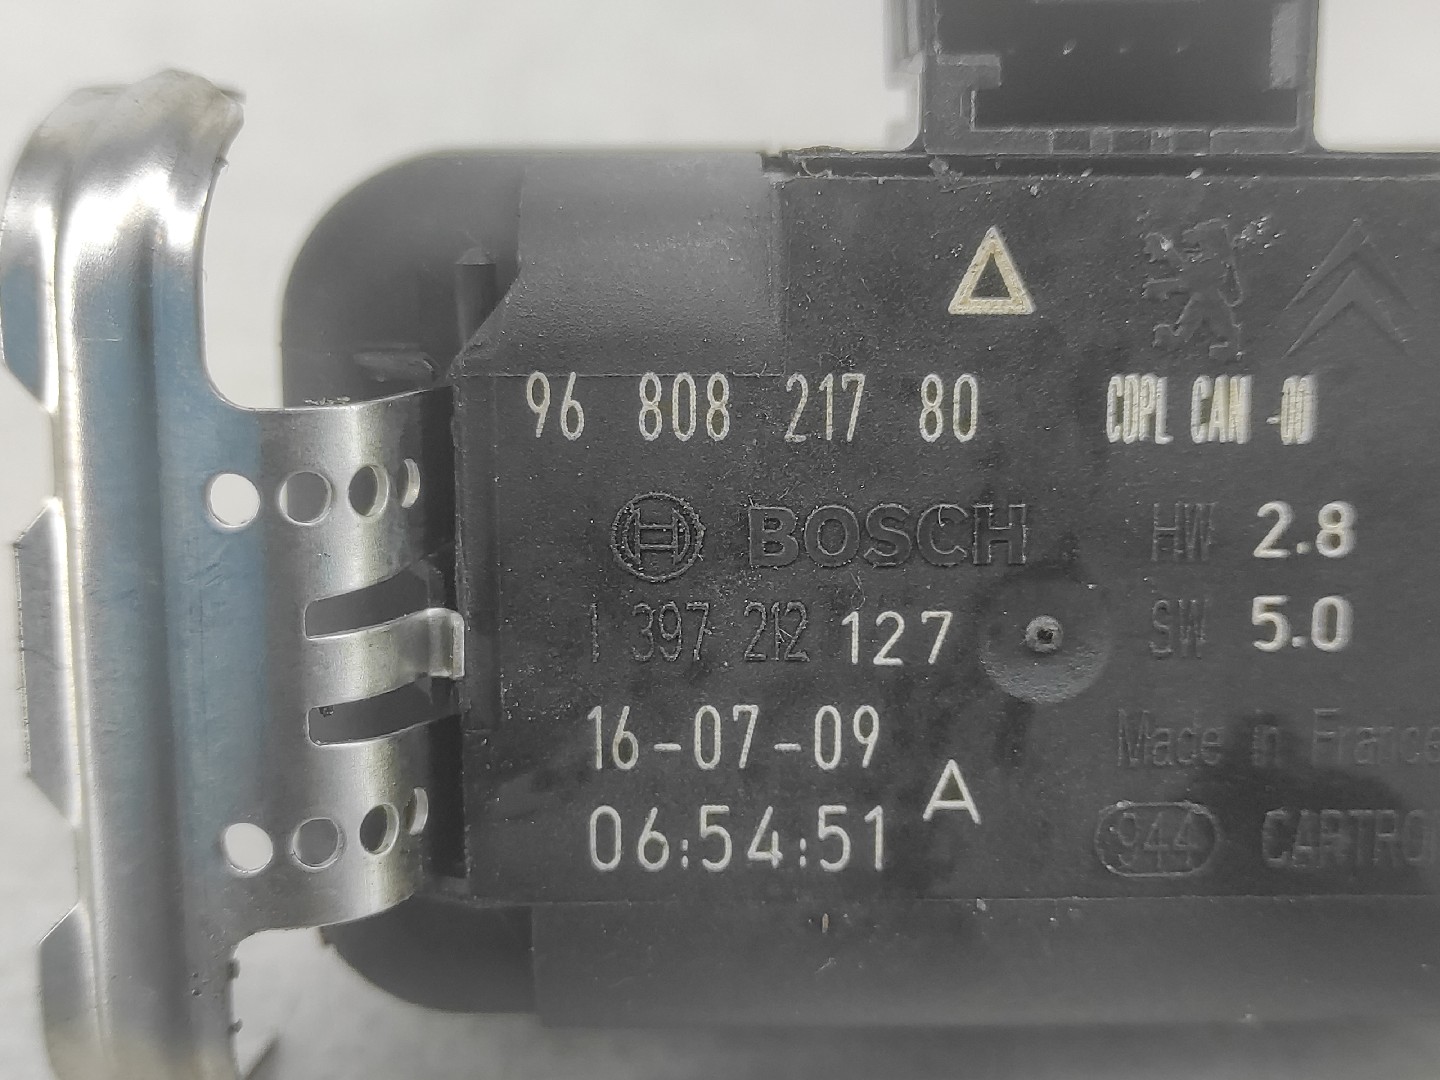 96 808 217 80 CDPL CAN -00
BOSCH HW 2.8
1 397 212 127 SW 5.0
16-07-09 Made in France
06:54:51 A 944